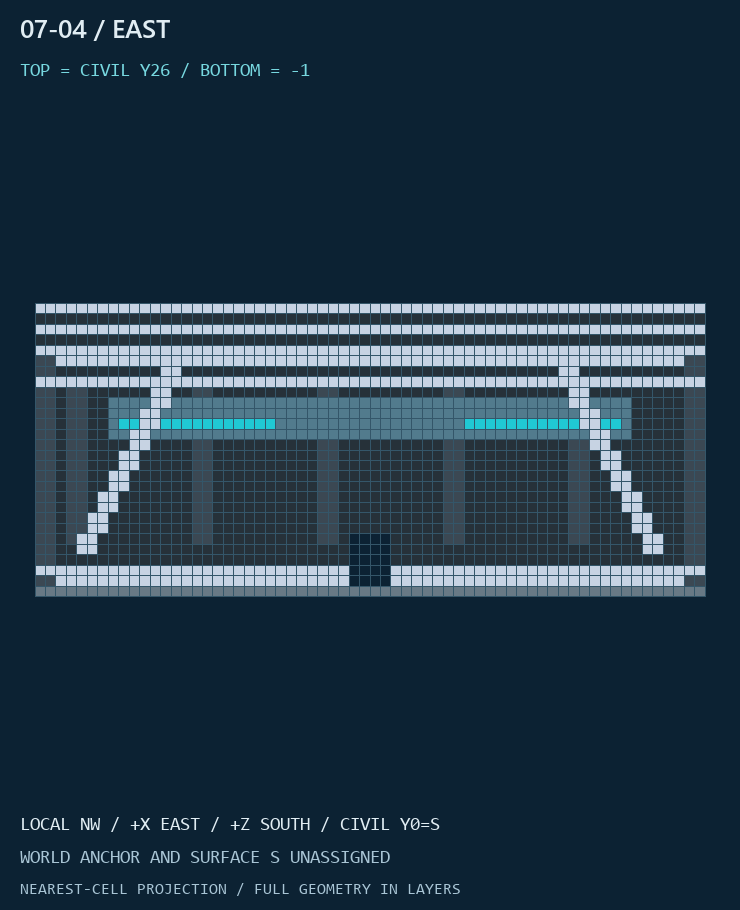 07-04 / EAST
TOP = CIVIL Y26 / BOTTOM = -1
LOCAL NW / +X EAST / +Z SOUTH / CIVIL Y0=S
WORLD ANCHOR AND SURFACE S UNASSIGNED
NEAREST-CELL PROJECTION / FULL GEOMETRY IN LAYERS